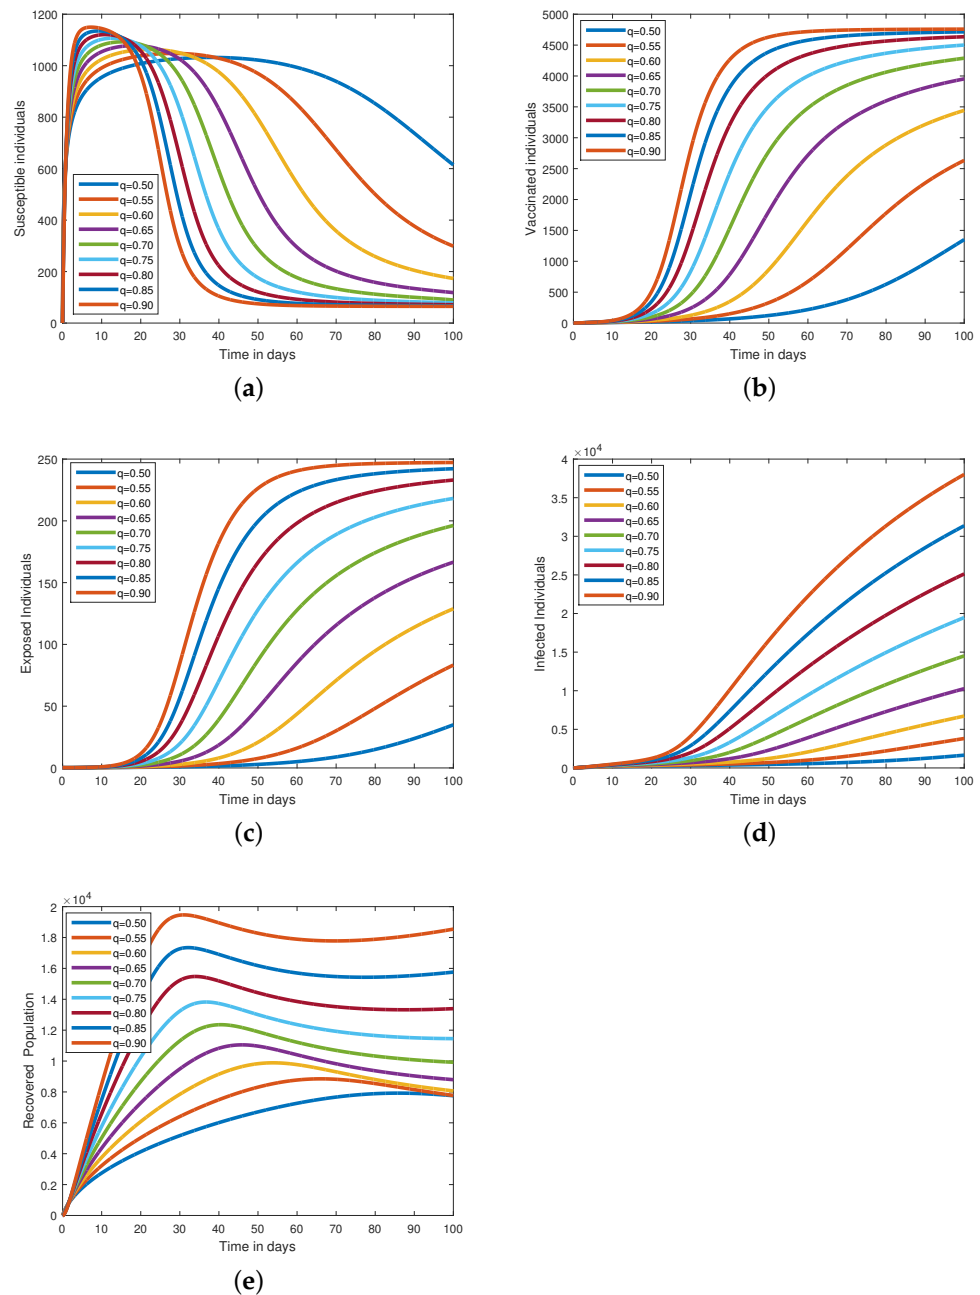 Susceptible individuals
1200
1000
800
600
400
200
0
q=0.50
q=0.55
q=0.60
q=0.65
q=0.70
q=0.75
q=0.80
q=0.85
q=0.90
0 10 20 30 40 50 60 70 80 90 100
Time in days
(a)
Vaccinated individuals
5000
4500
4000
3500
3000
2500
2000
1500
1000
500
0
q=0.50
q=0.55
q=0.60
q=0.65
q=0.70
q=0.75
q=0.80
q=0.85
q=0.90
0 10 20 30 40 50 60 70 80 90 100
Time in days
(b)
Exposed Individuals
250
200
150
100
50
0
q=0.50
q=0.55
q=0.60
q=0.65
q=0.70
q=0.75
q=0.80
q=0.85
q=0.90
0 10 20 30 40 50 60 70 80 90 100
Time in days
(c)
Infected Individuals
× 10⁴
4
3.5
3
2.5
2
1.5
1
0.5
0
q=0.50
q=0.55
q=0.60
q=0.65
q=0.70
q=0.75
q=0.80
q=0.85
q=0.90
0 10 20 30 40 50 60 70 80 90 100
Time in days
(d)
Recovered Population
× 10⁴
2
1.8
1.6
1.4
1.2
1
0.8
0.6
0.4
0.2
0
q=0.50
q=0.55
q=0.60
q=0.65
q=0.70
q=0.75
q=0.80
q=0.85
q=0.90
0 10 20 30 40 50 60 70 80 90 100
Time in days
(e)